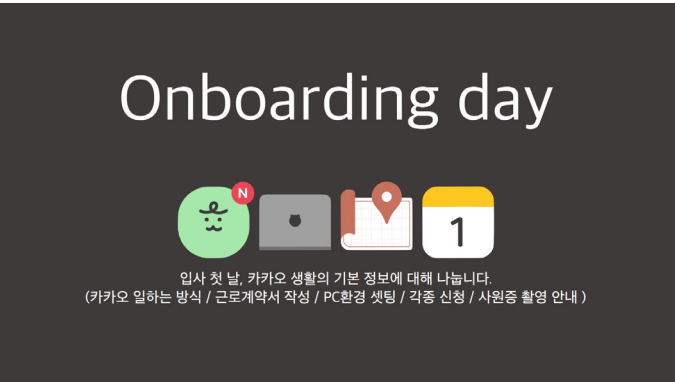 Onboarding day
N
1
입사 첫 날, 카카오 생활의 기본 정보에 대해 나눕니다.
(카카오 일하는 방식 / 근로계약서 작성 / PC환경 셋팅 / 각종 신청 / 사원증 촬영 안내 )